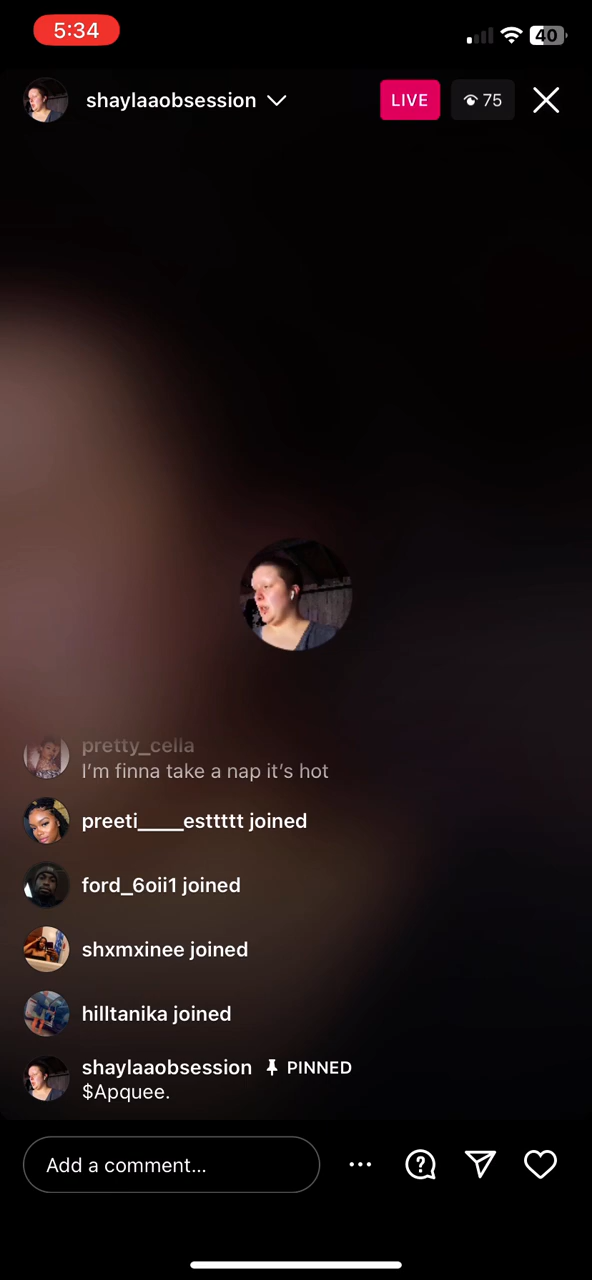 5:34
40
shaylaaobsession
LIVE
75
pretty_cella
I'm finna take a nap it's hot
preeti_____esttttt joined
ford_6oii1 joined
shxmxinee joined
hilltanika joined
shaylaaobsession PINNED
$Apquee.
Add a comment...